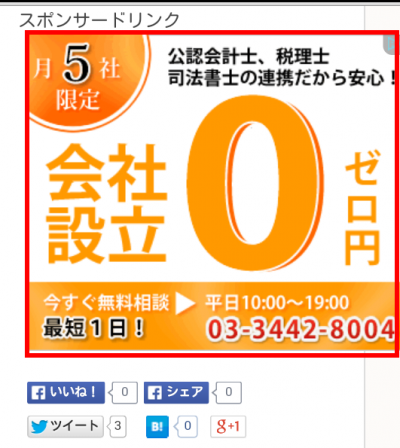 スポンサードリンク
月5社
限定
公認会計士、税理士
司法書士の連携だから安心！
会社
設立
0
ゼロ円
今すぐ無料相談
最短１日！
平日10:00～19:00
03-3442-8004
いいね！ 0 シェア 0
ツイート 3 B! 0 g+1